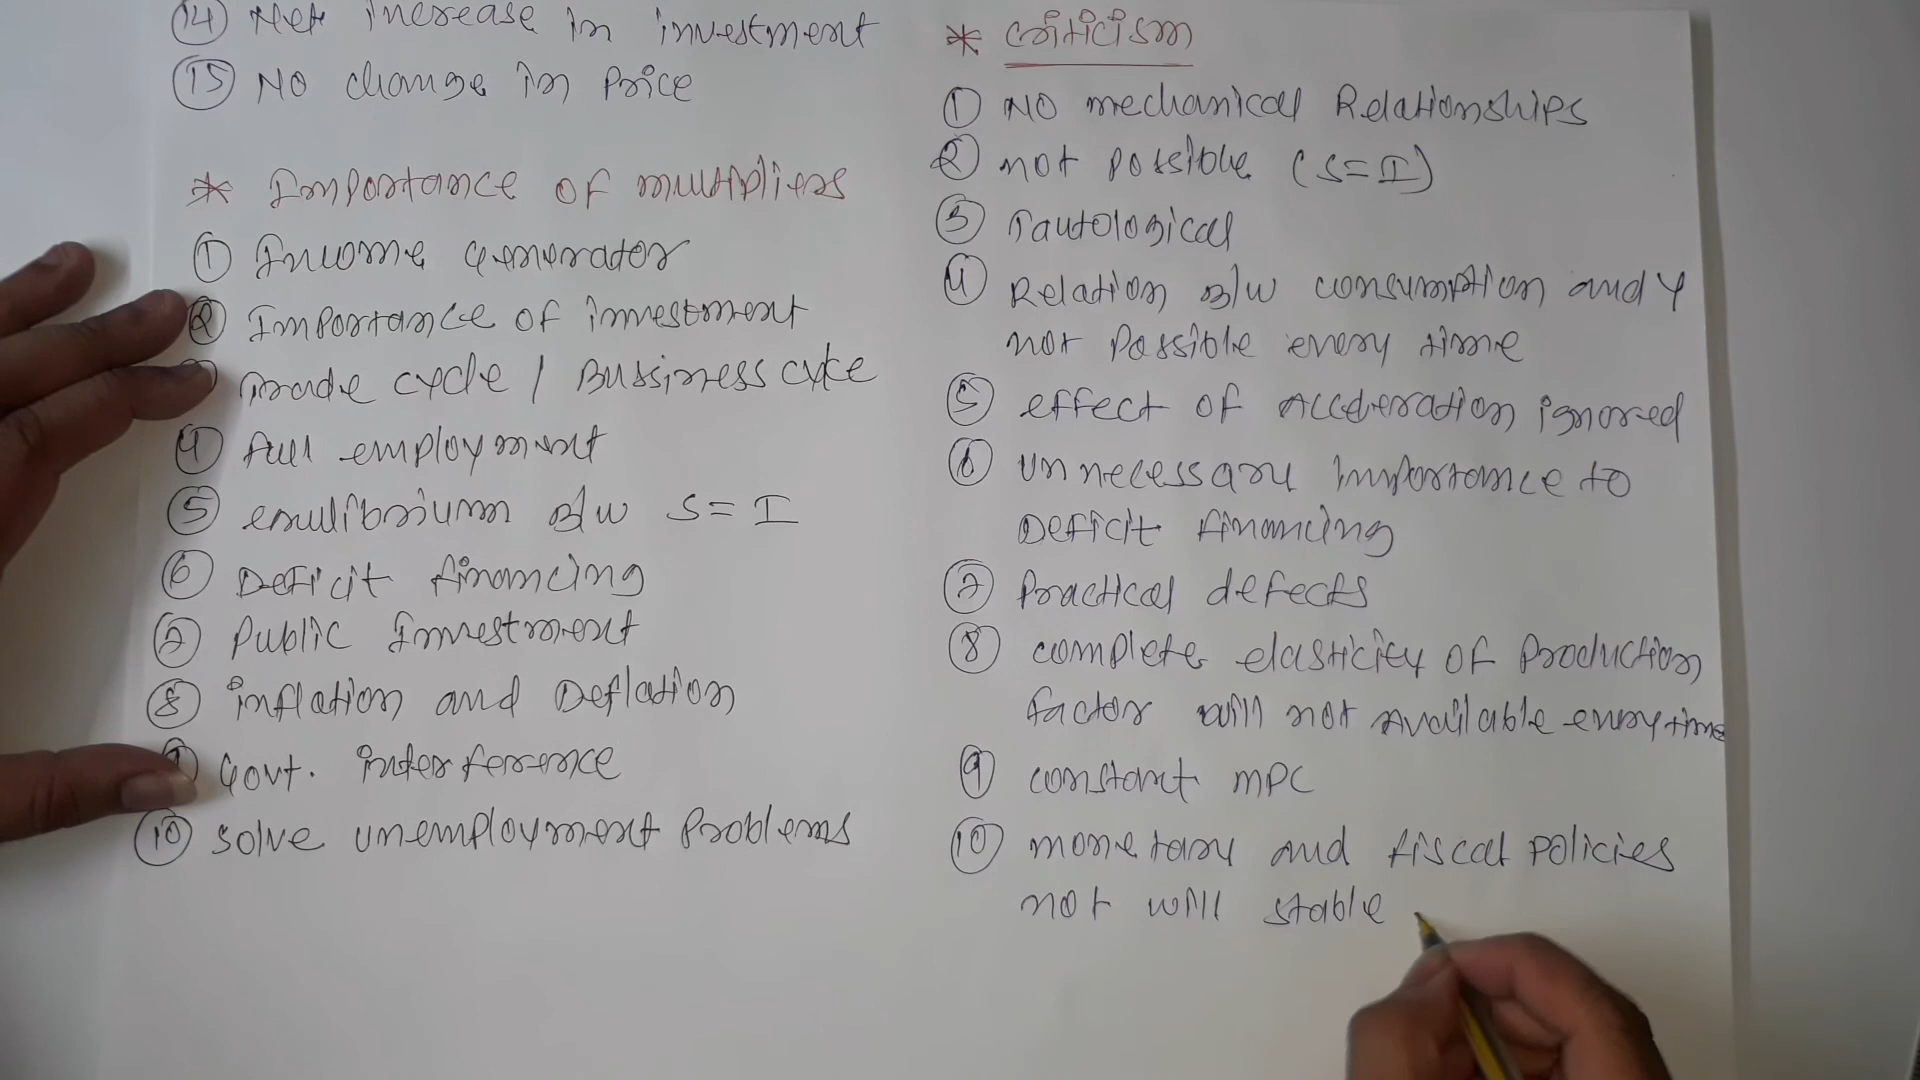 14 Net increase in investment
15 No change in Price
* Importance of multipliers
1 Income Generator
2 Importance of investment
Trade cycle / Bussiness cycle
4 full employment
5 enulibrium b/w S = I
6 Deficit financing
7 Public Investment
8 inflation and Deflation
9 Govt. interference
10 solve unemployment Problems
* criticism
1 No mechanical Relationships
2 not possible (S = I)
3 Tautological
4 Relation b/w consumption and Y
not Possible every time
5 effect of Acceleration ignored
6 unnecessary importance to
Deficit financing
7 Practical defects
8 complete elasticity of Production
factor will not available every time
9 constant MPC
10 monetary and fiscal policies
not will stable